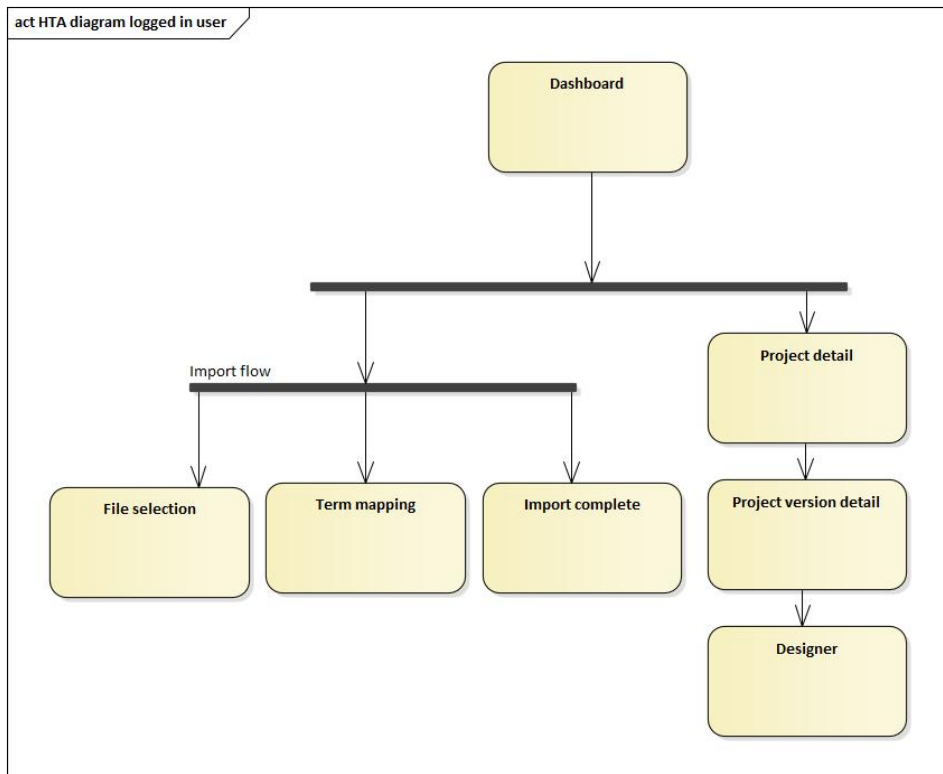 act HTA diagram logged in user
Dashboard
Project detail
Import flow
File selection
Term mapping
Import complete
Project version detail
Designer